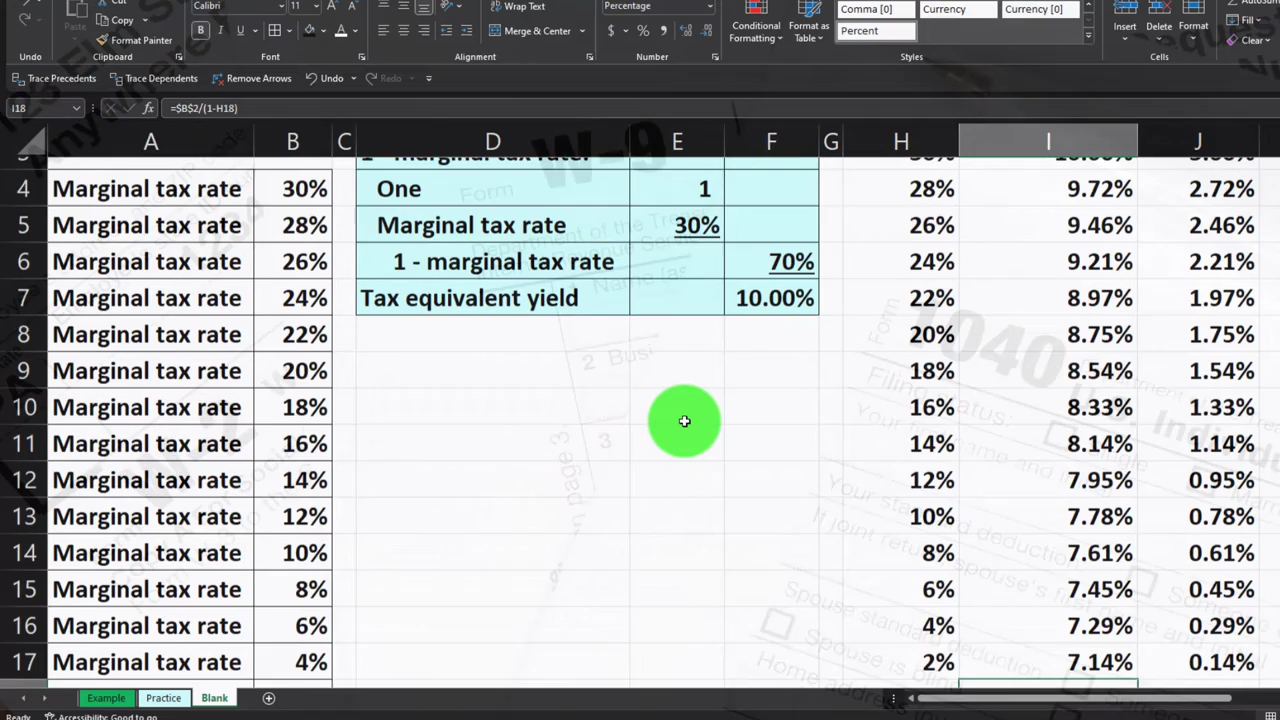 Cut
Calibri
11
Wrap Text
Percentage
Comma [0]
Currency
Currency [0]
Copy
Format Painter
Merge & Center
Conditional Formatting
Format as Table
Percent
Insert
Delete
Format
Fill
Clear
Undo
Clipboard
Font
Alignment
Number
Styles
Cells
Trace Precedents
Trace Dependents
Remove Arrows
Undo
Redo
I18
fx
=$B$2/(1-H18)
A B C D E F G H I J
4 Marginal tax rate 30% One 1 28% 9.72% 2.72%
5 Marginal tax rate 28% Marginal tax rate 30% 26% 9.46% 2.46%
6 Marginal tax rate 26% 1 - marginal tax rate 70% 24% 9.21% 2.21%
7 Marginal tax rate 24% Tax equivalent yield 10.00% 22% 8.97% 1.97%
8 Marginal tax rate 22% 20% 8.75% 1.75%
9 Marginal tax rate 20% 18% 8.54% 1.54%
10 Marginal tax rate 18% 16% 8.33% 1.33%
11 Marginal tax rate 16% 14% 8.14% 1.14%
12 Marginal tax rate 14% 12% 7.95% 0.95%
13 Marginal tax rate 12% 10% 7.78% 0.78%
14 Marginal tax rate 10% 8% 7.61% 0.61%
15 Marginal tax rate 8% 6% 7.45% 0.45%
16 Marginal tax rate 6% 4% 7.29% 0.29%
17 Marginal tax rate 4% 2% 7.14% 0.14%
Example
Practice
Blank
Ready
Accessibility: Good to go